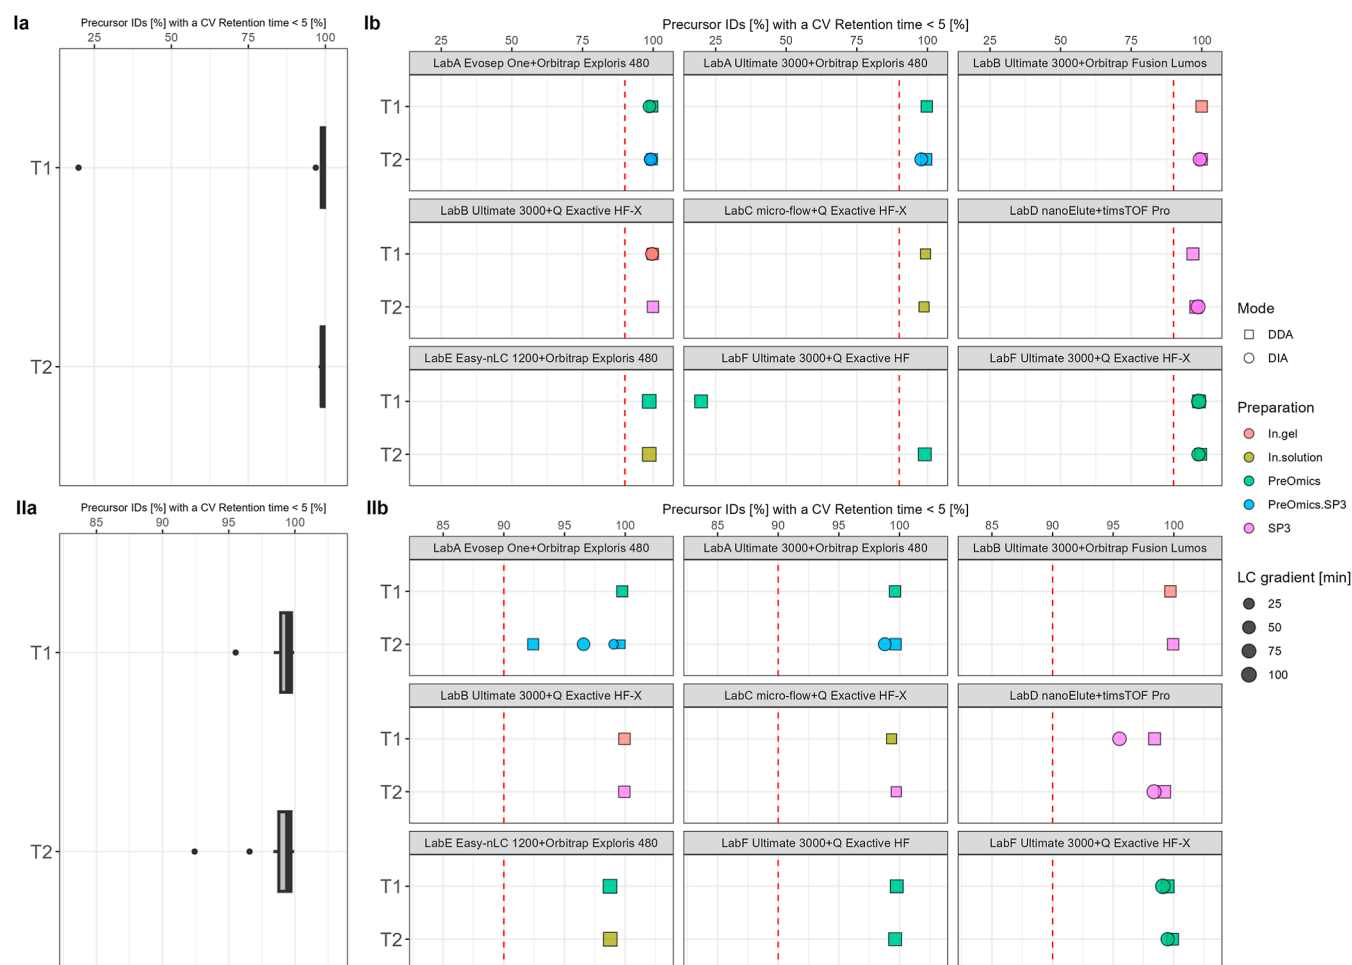 Ia
Precursor IDs [%] with a CV Retention time < 5 [%]
25 50 75 100
T1
T2
Ib
Precursor IDs [%] with a CV Retention time < 5 [%]
25 50 75 100 25 50 75 100 25 50 75 100
LabA Evosep One+Orbitrap Exploris 480
LabA Ultimate 3000+Orbitrap Exploris 480
LabB Ultimate 3000+Orbitrap Fusion Lumos
T1
T2
LabB Ultimate 3000+Q Exactive HF-X
LabC micro-flow+Q Exactive HF-X
LabD nanoElute+timsTOF Pro
T1
T2
LabE Easy-nLC 1200+Orbitrap Exploris 480
LabF Ultimate 3000+Q Exactive HF
LabF Ultimate 3000+Q Exactive HF-X
T1
T2
IIa
Precursor IDs [%] with a CV Retention time < 5 [%]
85 90 95 100
T1
T2
IIb
Precursor IDs [%] with a CV Retention time < 5 [%]
85 90 95 100 85 90 95 100 85 90 95 100
LabA Evosep One+Orbitrap Exploris 480
LabA Ultimate 3000+Orbitrap Exploris 480
LabB Ultimate 3000+Orbitrap Fusion Lumos
T1
T2
LabB Ultimate 3000+Q Exactive HF-X
LabC micro-flow+Q Exactive HF-X
LabD nanoElute+timsTOF Pro
T1
T2
LabE Easy-nLC 1200+Orbitrap Exploris 480
LabF Ultimate 3000+Q Exactive HF
LabF Ultimate 3000+Q Exactive HF-X
T1
T2
Mode
DDA
DIA
Preparation
In.gel
In.solution
PreOmics
PreOmics.SP3
SP3
LC gradient [min]
25
50
75
100